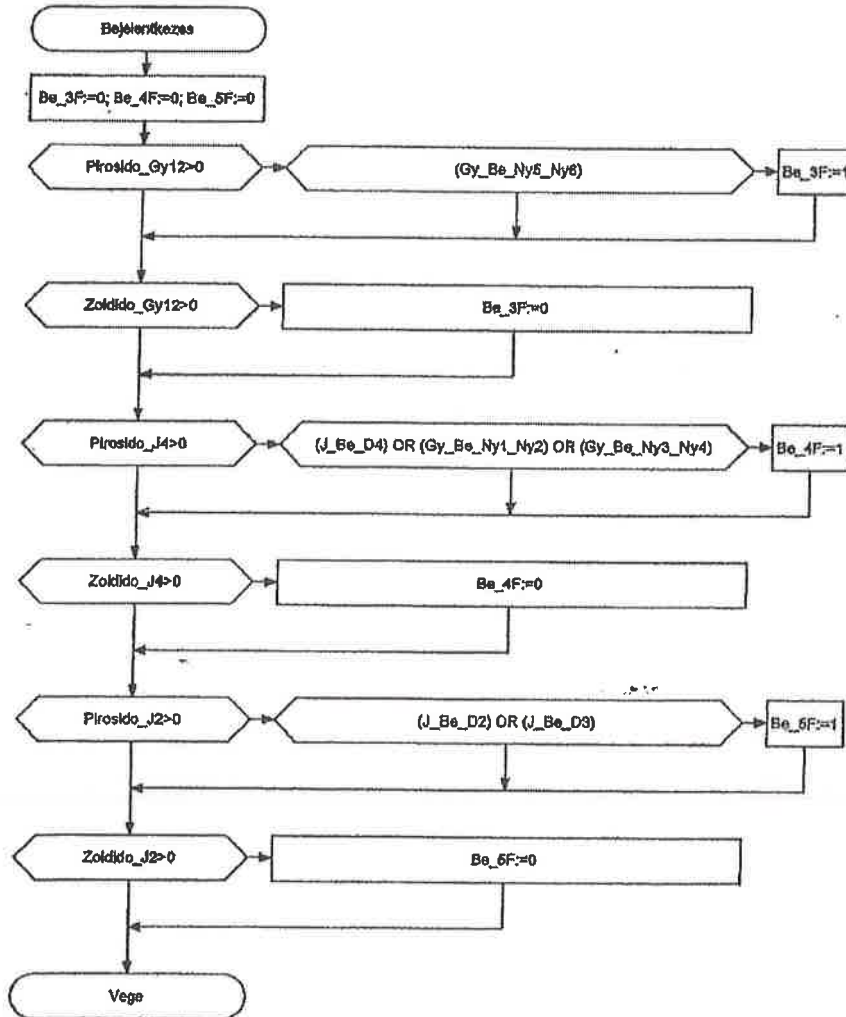 Bejelentkezes
Be_3F:=0; Be_4F:=0; Be_5F:=0
Pirosido_Gy12>0
(Gy_Be_Ny5_Ny6)
Be_3F:=1
Zoldido_Gy12>0
Be_3F:=0
Pirosido_J4>0
(J_Be_D4) OR (Gy_Be_Ny1_Ny2) OR (Gy_Be_Ny3_Ny4)
Be_4F:=1
Zoldido_J4>0
Be_4F:=0
Pirosido_J2>0
(J_Be_D2) OR (J_Be_D3)
Be_5F:=1
Zoldido_J2>0
Be_5F:=0
Vege